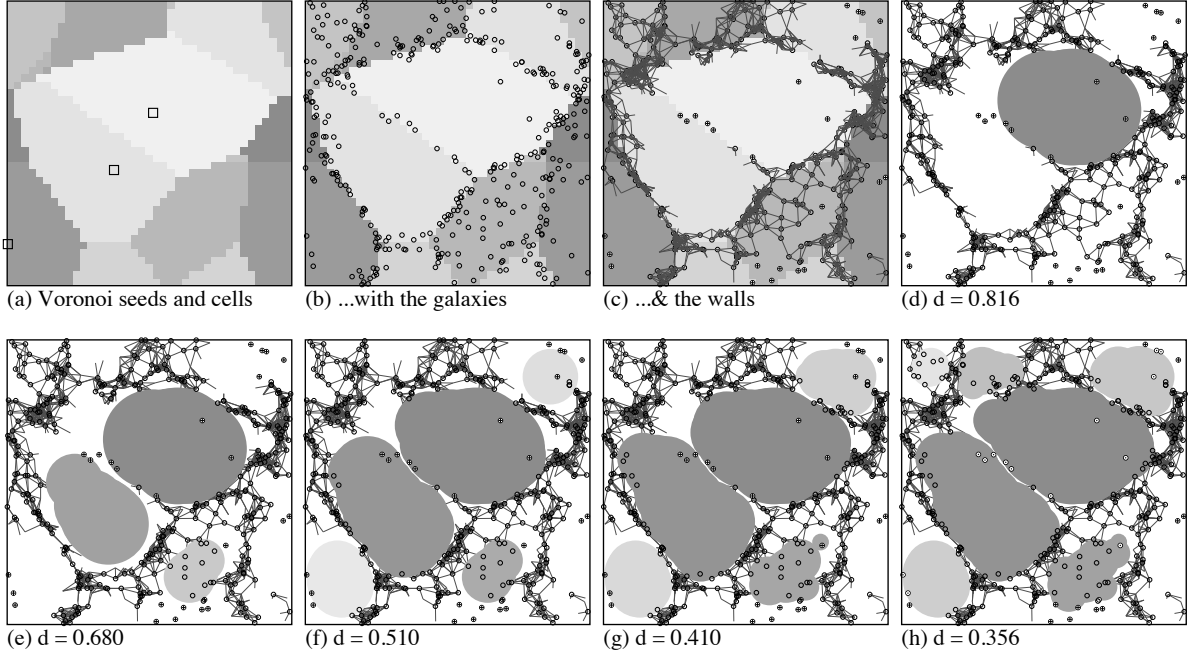 (a) Voronoi seeds and cells
(b) ...with the galaxies
(c) ...& the walls
(d) d = 0.816
(e) d = 0.680
(f) d = 0.510
(g) d = 0.410
(h) d = 0.356